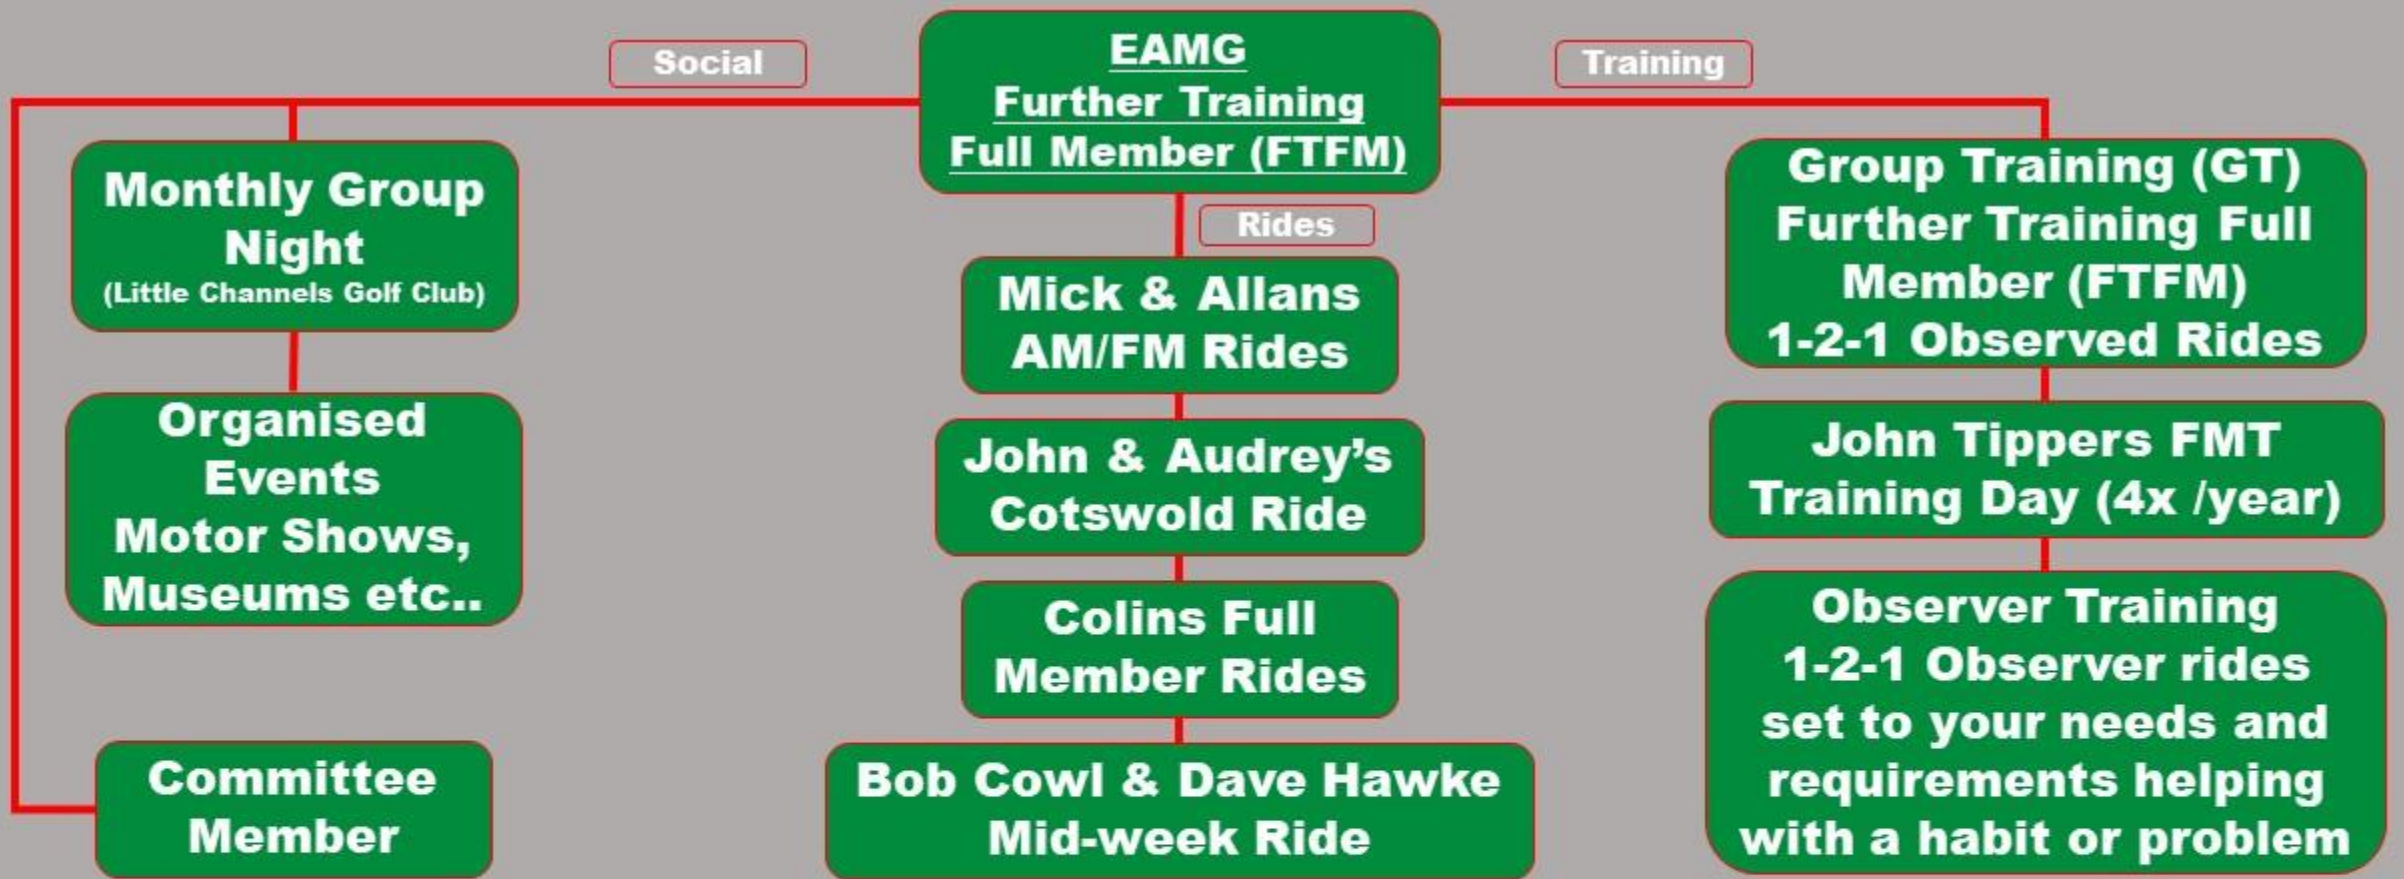 EAMG
Further Training
Full Member (FTFM)
Social
Monthly Group
Night
(Little Channels Golf Club)
Organised
Events
Motor Shows,
Museums etc..
Committee
Member
Rides
Mick & Allans
AM/FM Rides
John & Audrey’s
Cotswold Ride
Colins Full
Member Rides
Bob Cowl & Dave Hawke
Mid-week Ride
Training
Group Training (GT)
Further Training Full
Member (FTFM)
1-2-1 Observed Rides
John Tippers FMT
Training Day (4x /year)
Observer Training
1-2-1 Observer rides
set to your needs and
requirements helping
with a habit or problem